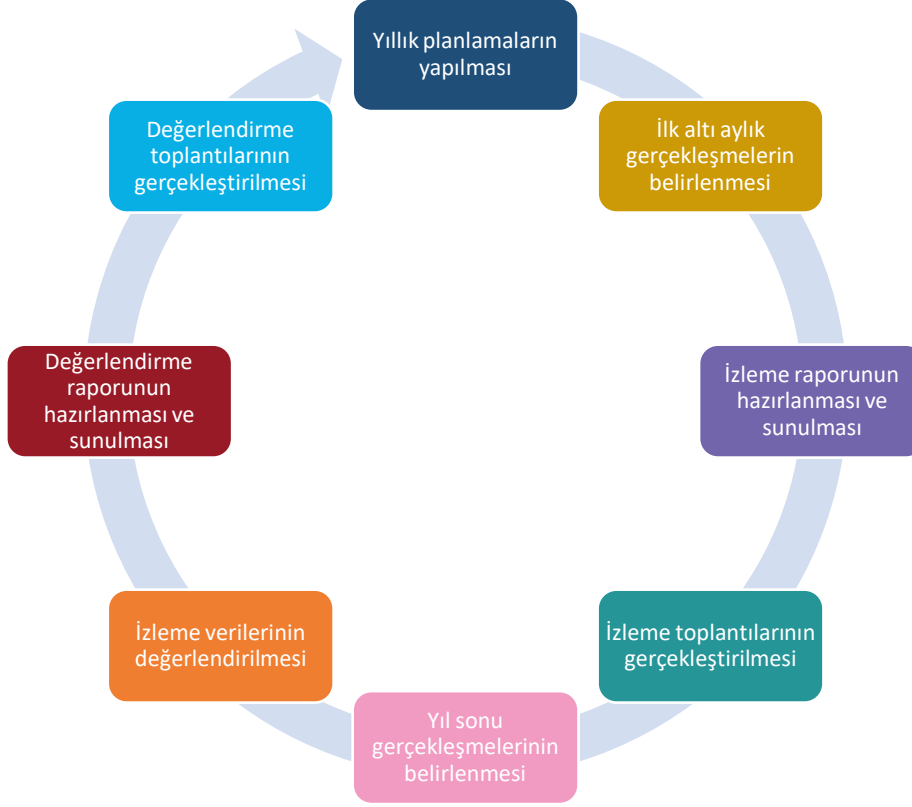 Yıllık planlamaların
yapılması
İlk altı aylık
gerçekleşmelerin
belirlenmesi
İzleme raporunun
hazırlanması ve
sunulması
İzleme toplantılarının
gerçekleştirilmesi
Yıl sonu
gerçekleşmelerinin
belirlenmesi
İzleme verilerinin
değerlendirilmesi
Değerlendirme
raporunun
hazırlanması ve
sunulması
Değerlendirme
toplantılarının
gerçekleştirilmesi